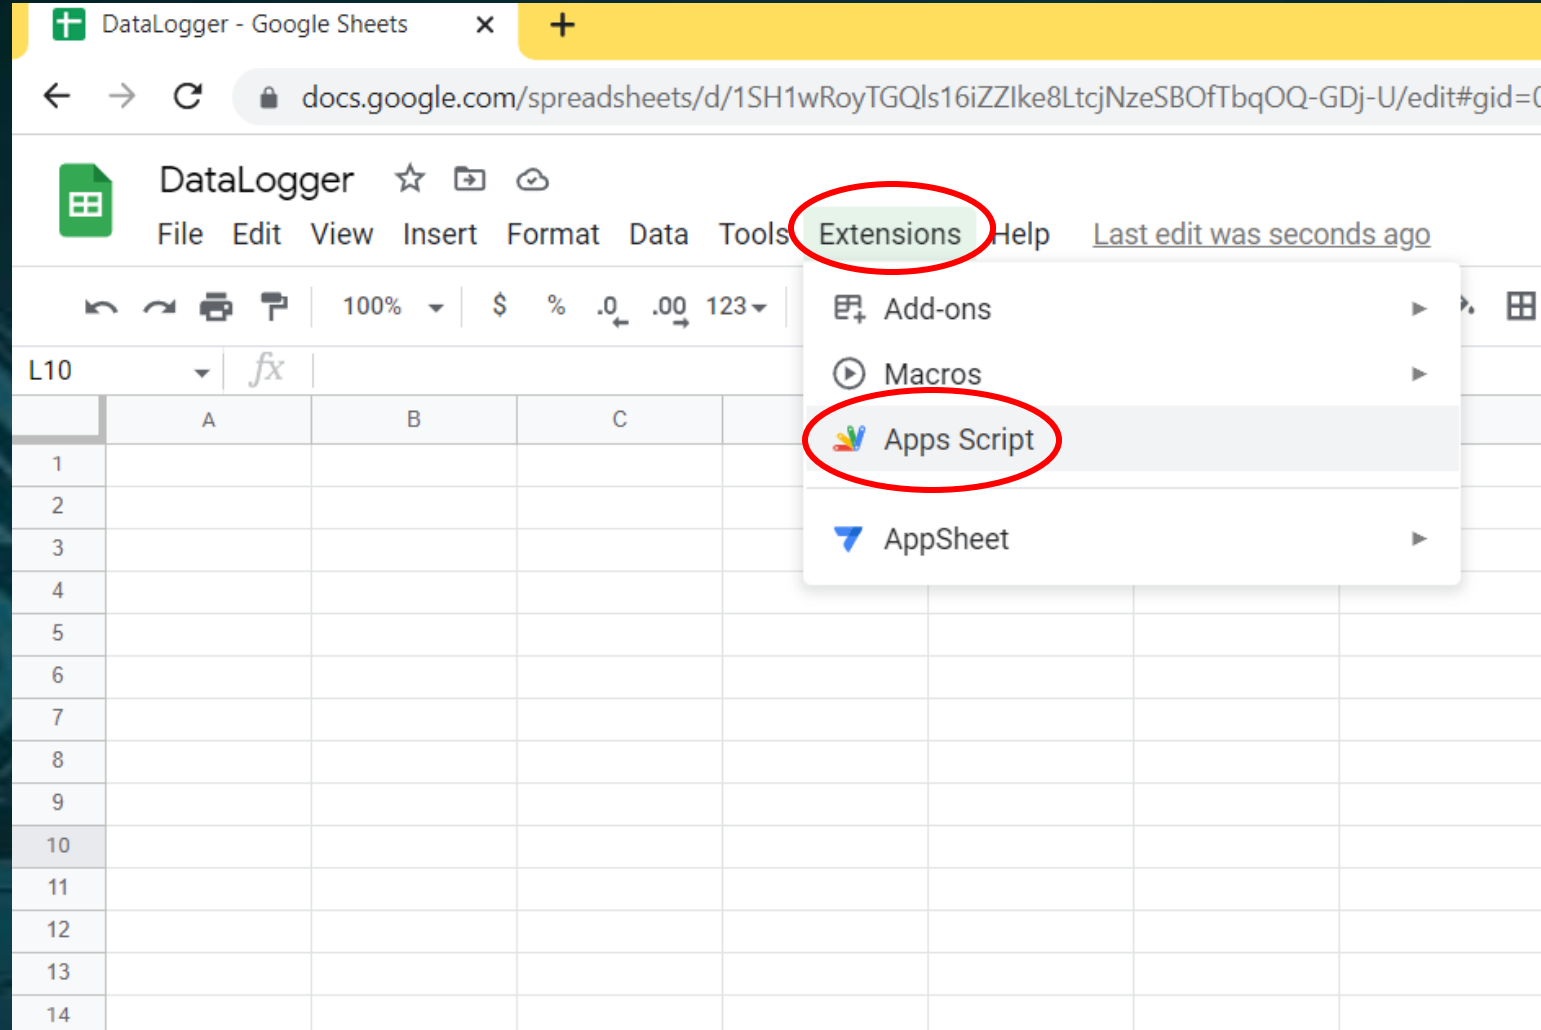 DataLogger - Google Sheets
docs.google.com/spreadsheets/d/1SH1wRoyTGQls16iZZIke8LtcjNzeSBOfTbqOQ-GDj-U/edit#gid=0
DataLogger
File Edit View Insert Format Data Tools Extensions Help Last edit was seconds ago
100% $ % .0 .00 123
Add-ons
L10 fx
Macros
A B C
Apps Script
1
2
3
AppSheet
4
5
6
7
8
9
10
11
12
13
14